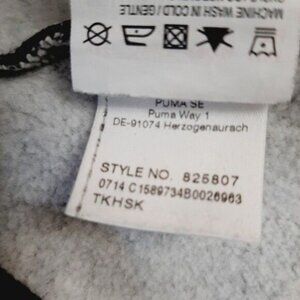 MACHINE WASH IN COLD / GENTLE
PUMA SE
Puma Way 1
DE-91074 Herzogenaurach
STYLE NO. 825807
0714 C1589734B0026963
TKHSK